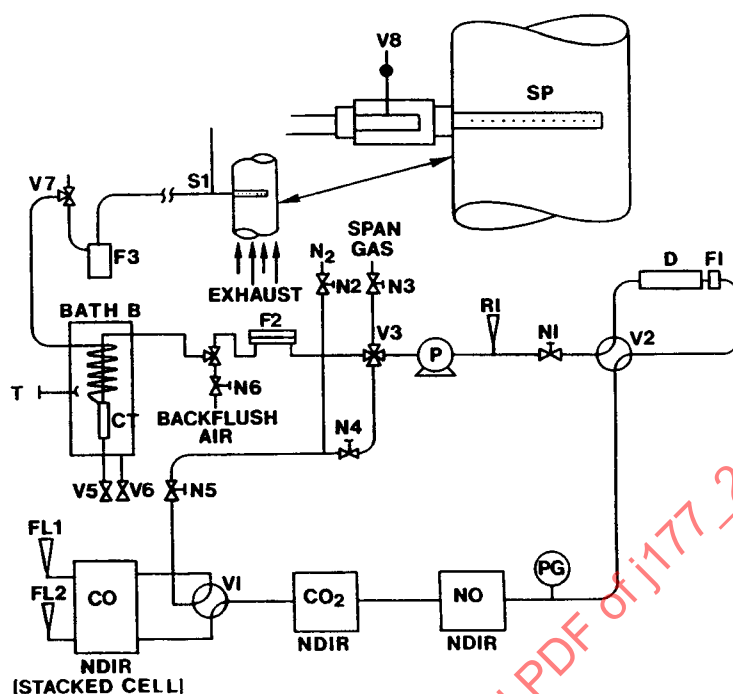 V8
SP
V7
S1
F3
N₂
SPAN
GAS
EXHAUST
N2
N3
D
FI
BATH B
F2
V3
RI
NI
V2
P
T
N6
CT
BACKFLUSH
AIR
N4
V5
V6
N5
FL1
FL2
CO
VI
CO₂
NO
PG
NDIR
[STACKED CELL]
NDIR
NDIR
PDF of j177_2